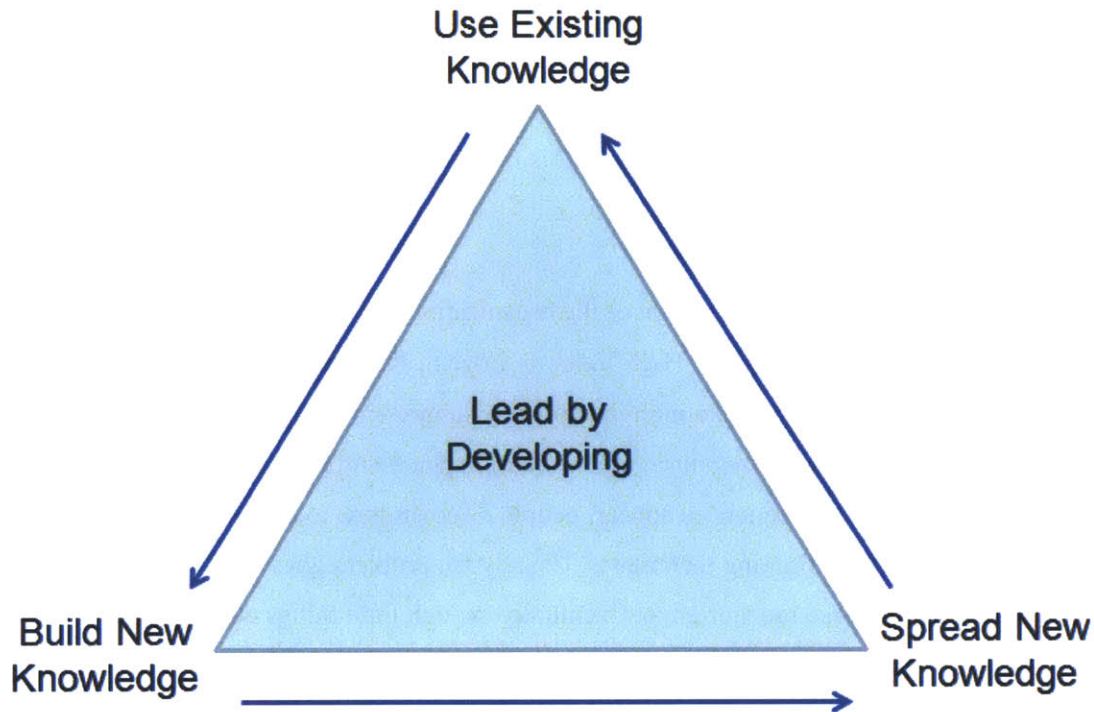 Use Existing
Knowledge
Lead by
Developing
Build New
Knowledge
Spread New
Knowledge